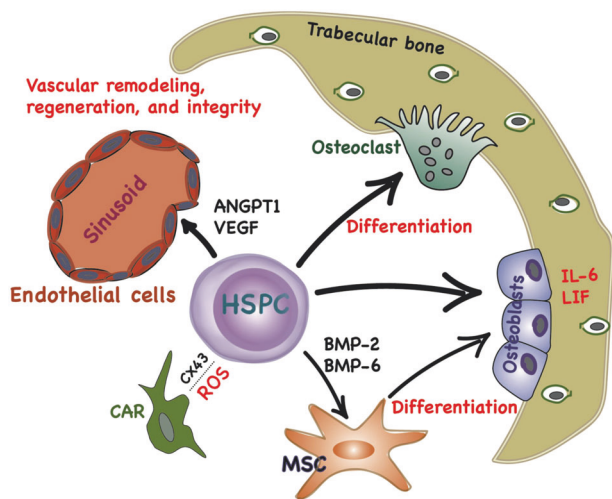 Trabecular bone
Vascular remodeling,
regeneration, and integrity
Osteoclast
Sinusoid
ANGPT1
VEGF
Differentiation
Endothelial cells
HSPC
Osteoblasts
IL-6
LIF
CX43
ROS
BMP-2
BMP-6
CAR
Differentiation
MSC